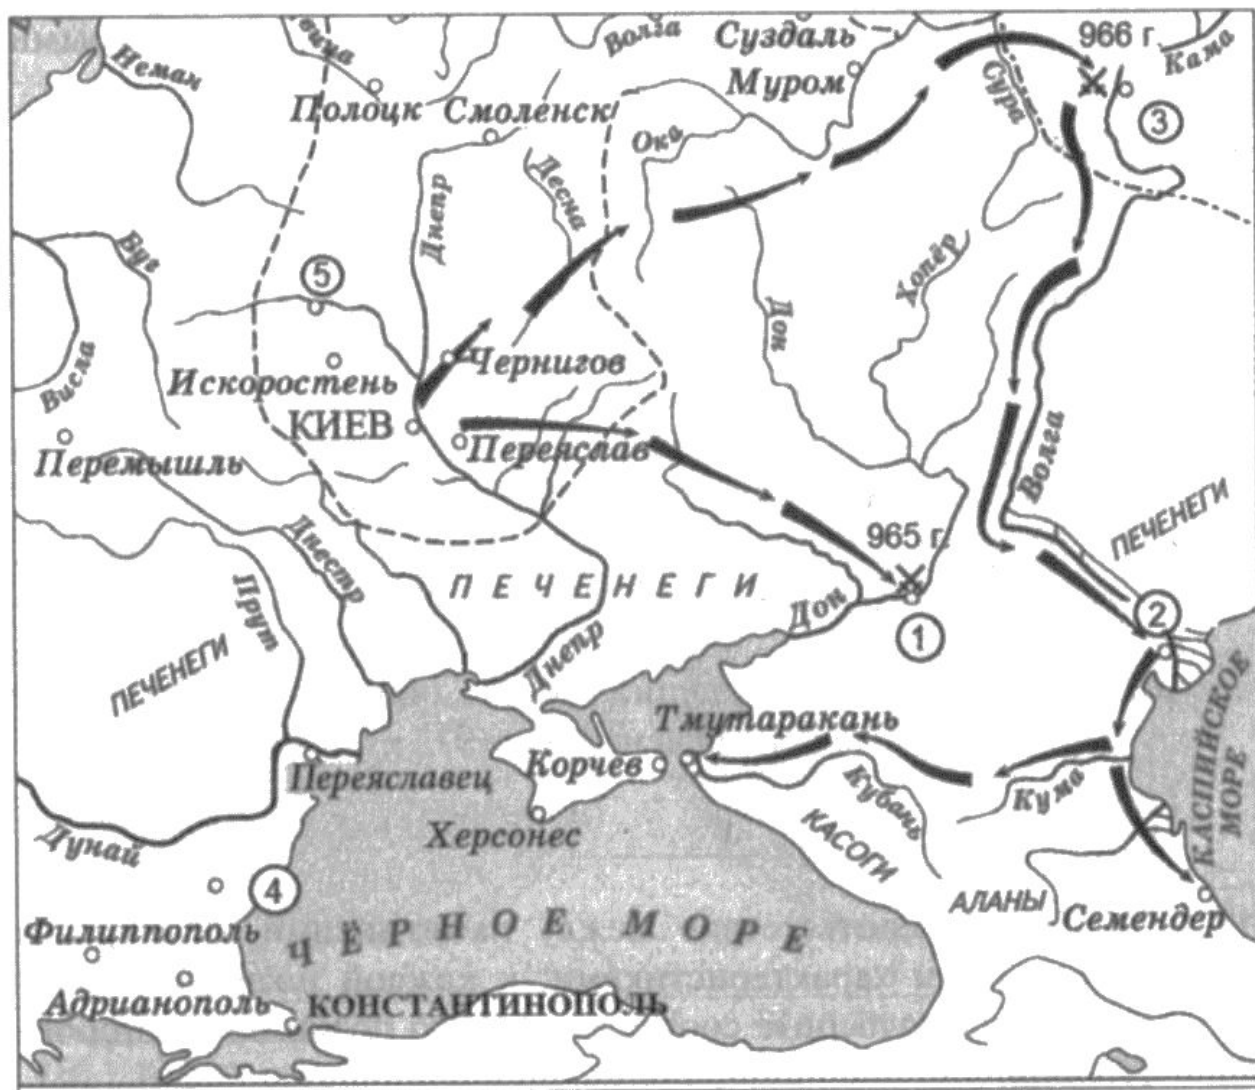 вица
Волга
Суздаль
966 г.
Кама
Неман
Муром
Сура
Полоцк
Смоленск
3
Ока
Днепр
Десна
Буг
5
Хопёр
Дон
Висла
Чернигов
Искоростень
КИЕВ
Переяслав
Волга
Перемышль
ПЕЧЕНЕГИ
965 г.
Днестр
ПЕЧЕНЕГИ
Дон
Прут
1
2
Днепр
ПЕЧЕНЕГИ
Тмутаракань
КАСПИЙСКОЕ
МОРЕ
Переяславец
Корчев
Кубань
Кума
Дунай
Херсонес
КАСОГИ
4
АЛАНЫ
Семендер
Филиппополь
ЧЁРНОЕ МОРЕ
Адрианополь
КОНСТАНТИНОПОЛЬ